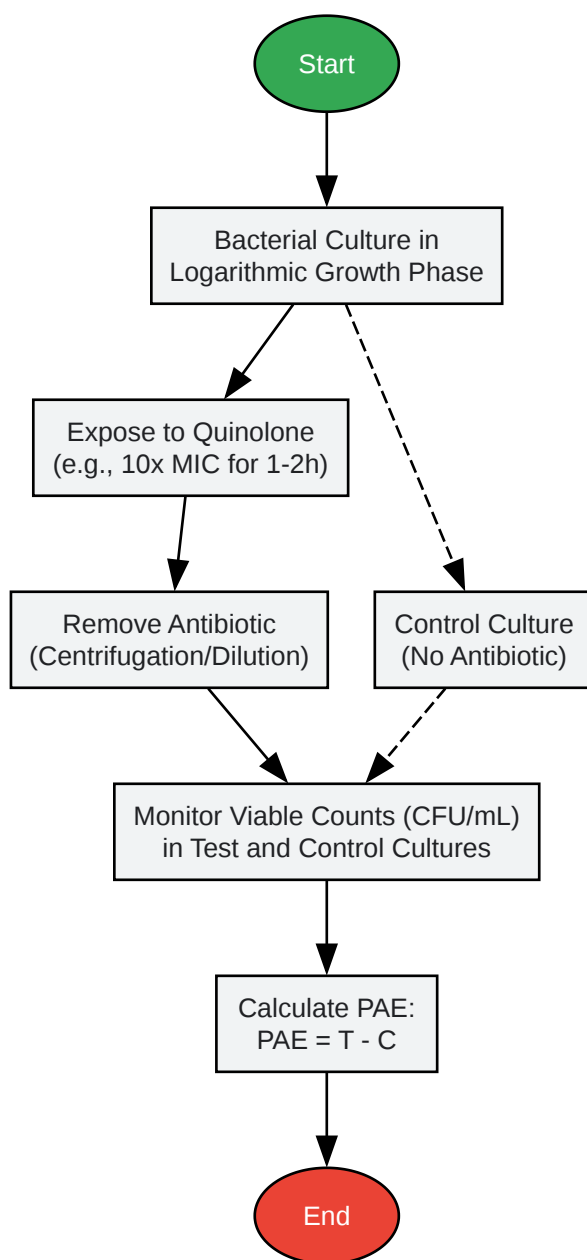 Start
Bacterial Culture in
Logarithmic Growth Phase
Expose to Quinolone
(e.g., 10x MIC for 1-2h)
Remove Antibiotic
(Centrifugation/Dilution)
Control Culture
(No Antibiotic)
Monitor Viable Counts (CFU/mL)
in Test and Control Cultures
Calculate PAE:
PAE = T - C
End